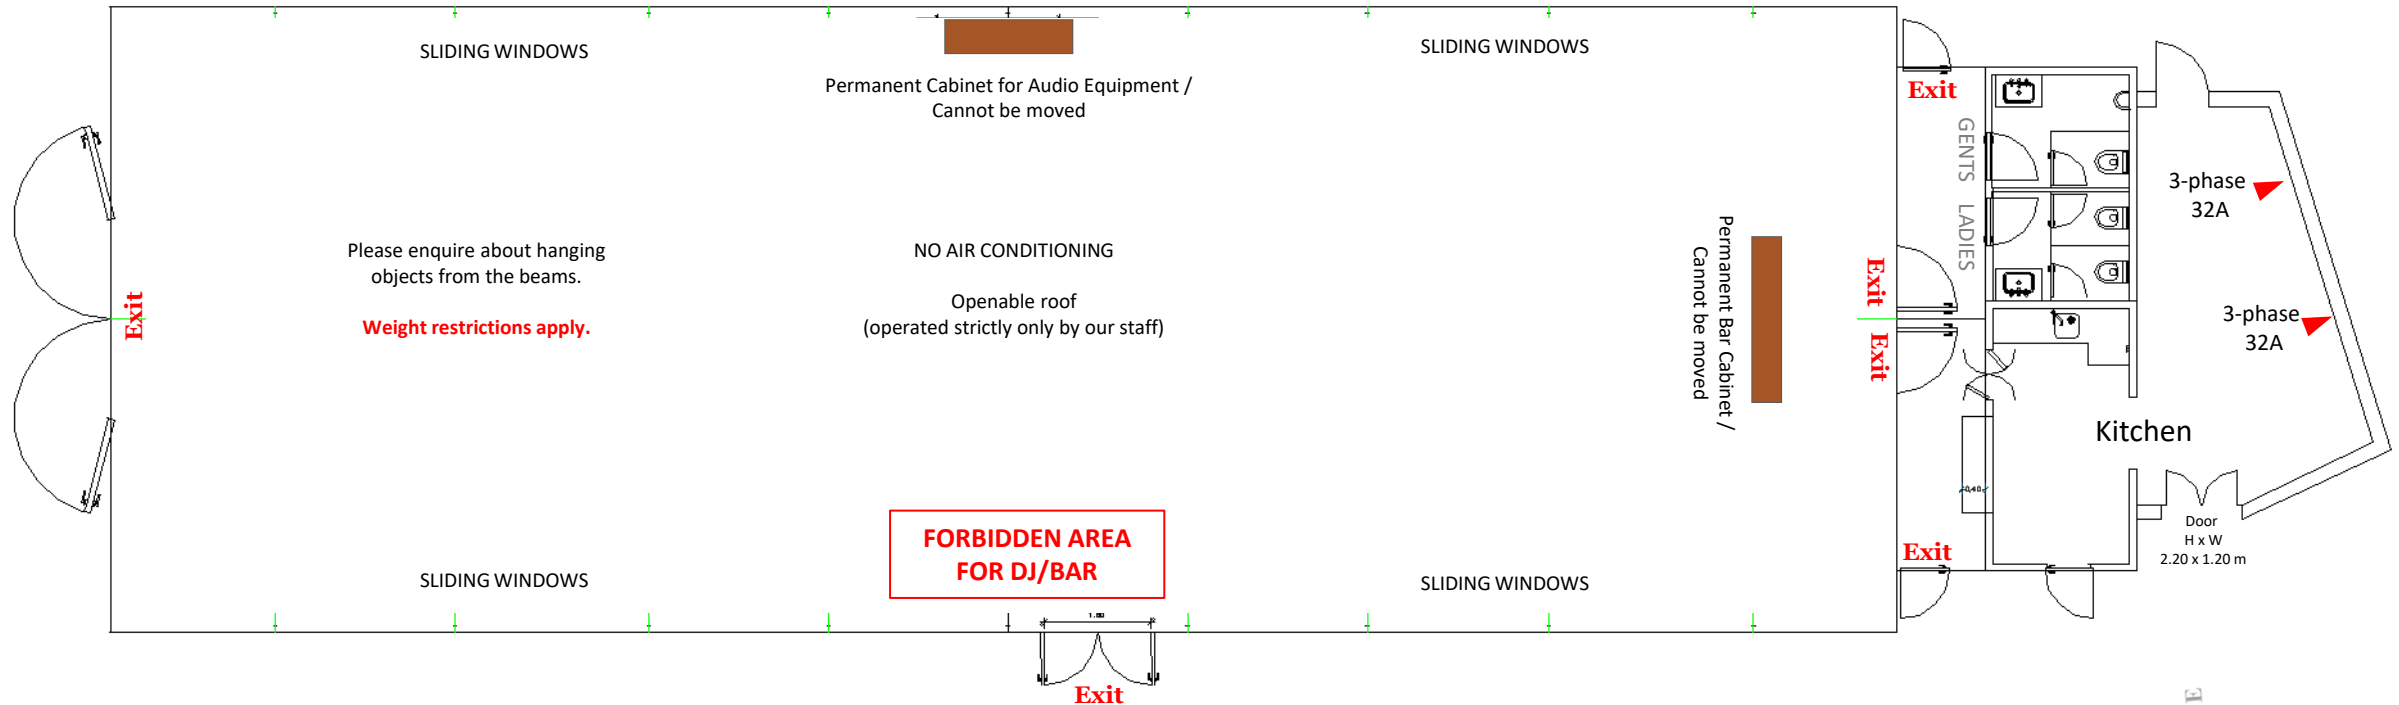 SLIDING WINDOWS
SLIDING WINDOWS
Permanent Cabinet for Audio Equipment /
Cannot be moved
Exit
GENTS
LADIES
3-phase
32A
3-phase
32A
Please enquire about hanging
objects from the beams.
Weight restrictions apply.
NO AIR CONDITIONING
Openable roof
(operated strictly only by our staff)
Permanent Bar Cabinet /
Cannot be moved
Exit
Exit
Exit
Kitchen
0,40
FORBIDDEN AREA
FOR DJ/BAR
Exit
Door
H x W
2.20 x 1.20 m
SLIDING WINDOWS
SLIDING WINDOWS
Exit
E